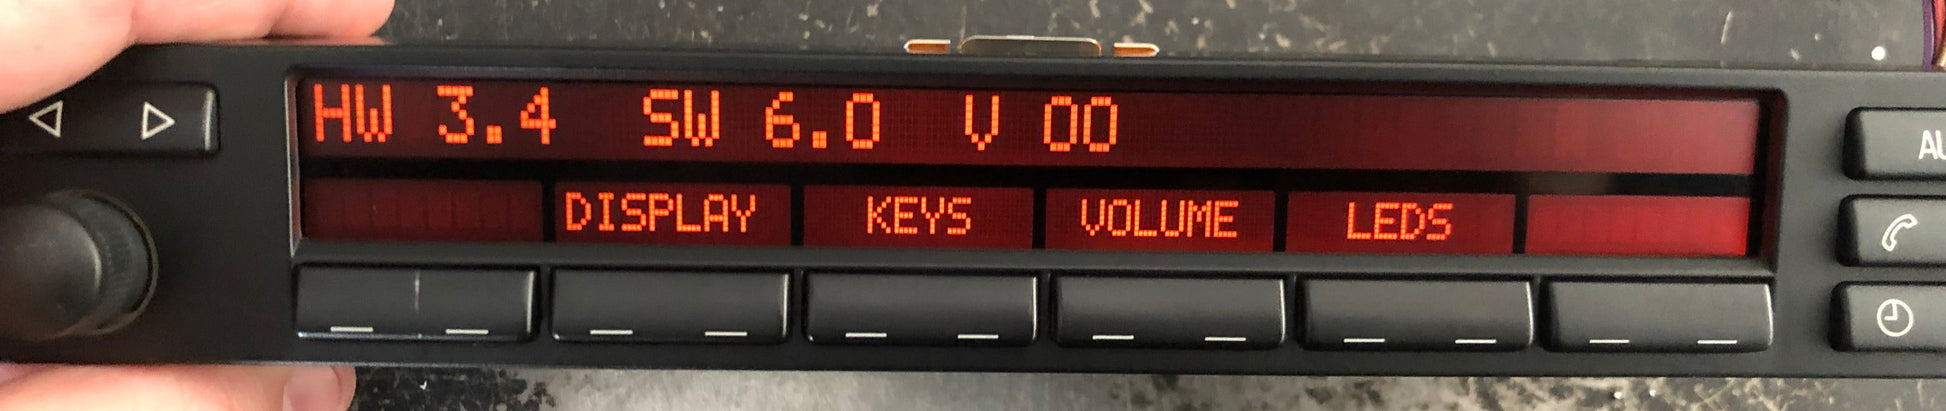 HW 3.4 SW 6.0 V 00
DISPLAY KEYS VOLUME LEDS